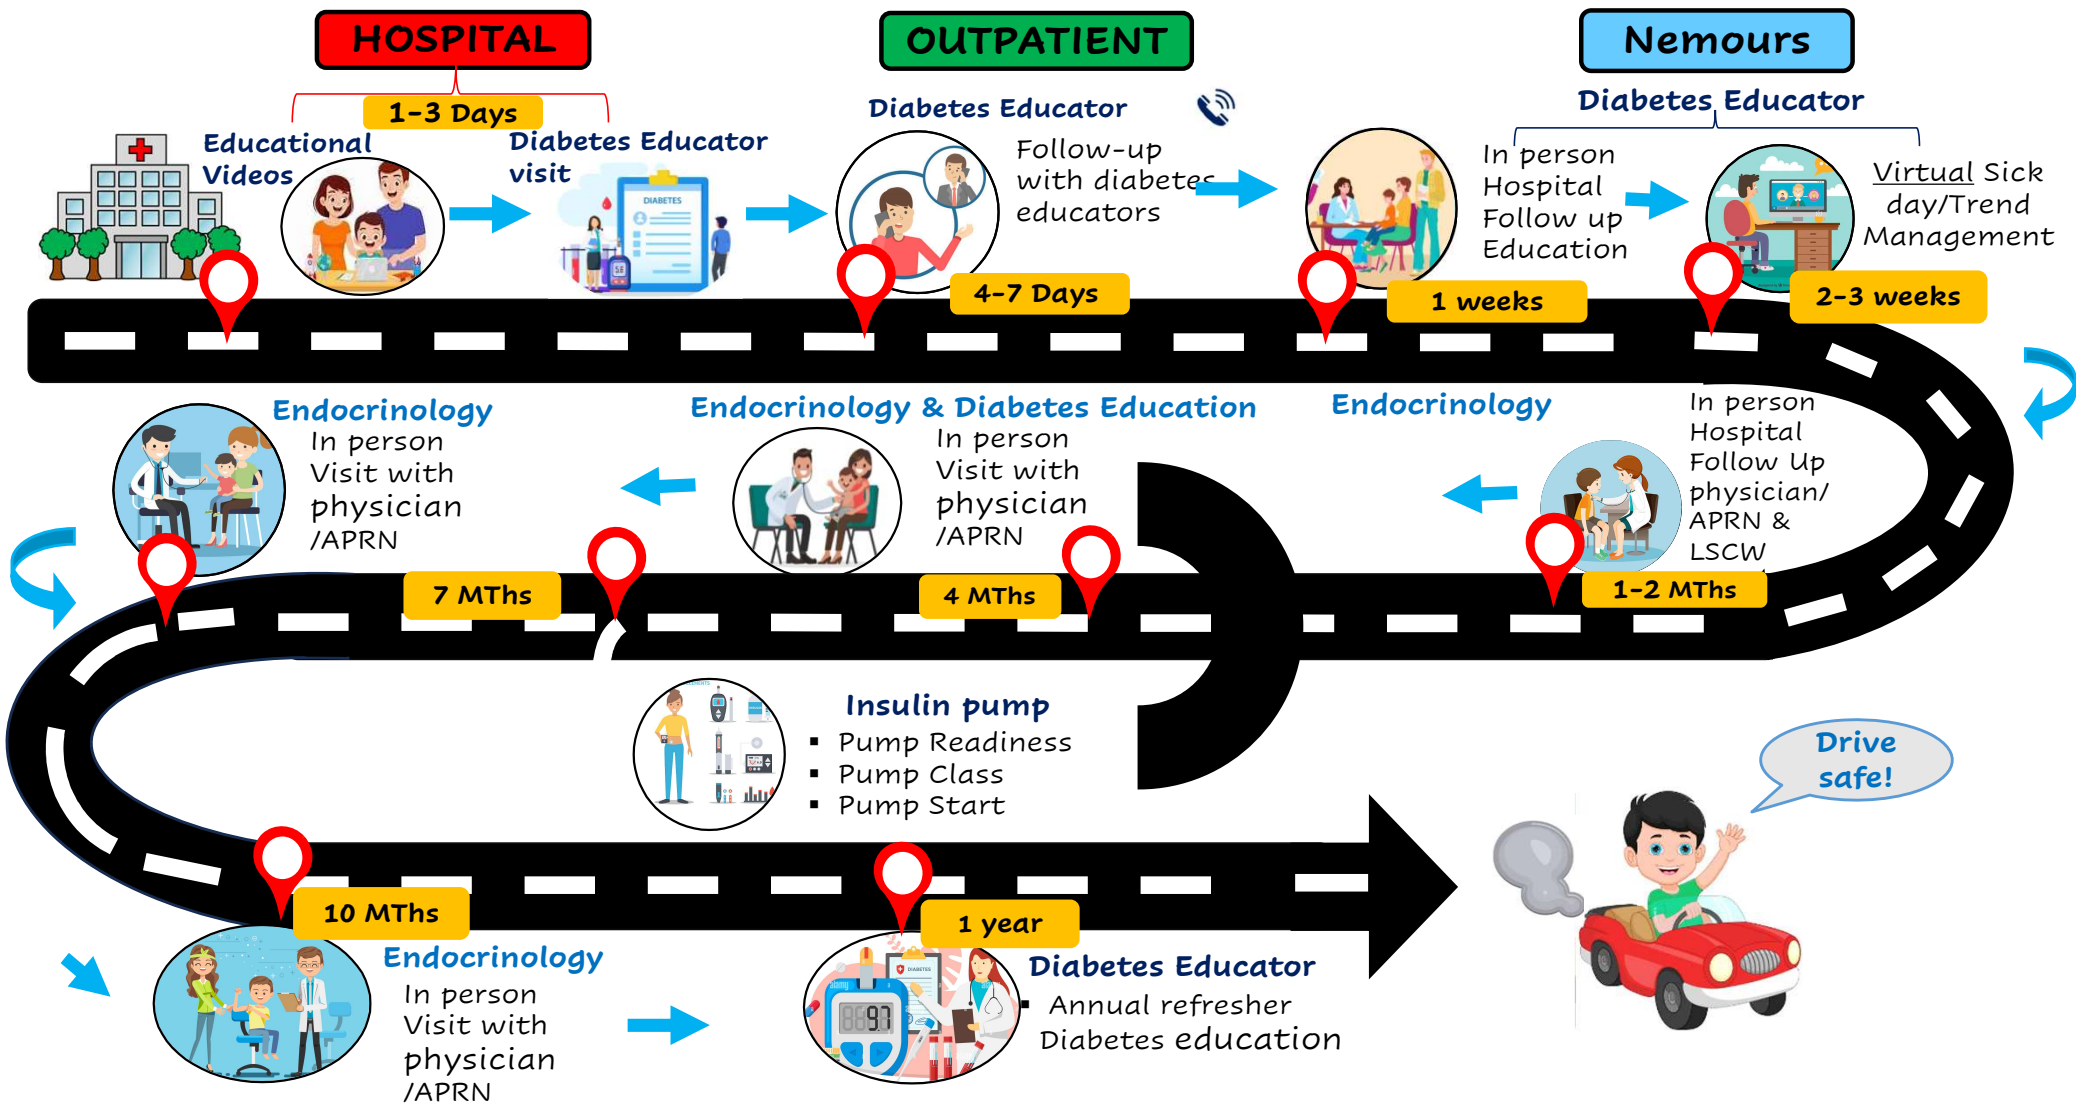 HOSPITAL
1-3 Days
Educational
Videos
Diabetes Educator
visit
DIABETES
5.6
OUTPATIENT
Diabetes Educator
Follow-up
with diabetes
educators
4-7 Days
Nemours
Diabetes Educator
In person
Hospital
Follow up
Education
1 weeks
Virtual Sick
day/Trend
Management
2-3 weeks
Endocrinology
In person
Hospital
Follow Up
physician/
APRN &
LSCW
1-2 MThs
Endocrinology & Diabetes Education
In person
Visit with
physician
/APRN
4 MThs
Endocrinology
In person
Visit with
physician
/APRN
7 MThs
Insulin pump
▪ Pump Readiness
▪ Pump Class
▪ Pump Start
10 MThs
Endocrinology
In person
Visit with
physician
/APRN
1 year
DIABETES
9.7
Diabetes Educator
▪ Annual refresher
Diabetes education
Drive
safe!